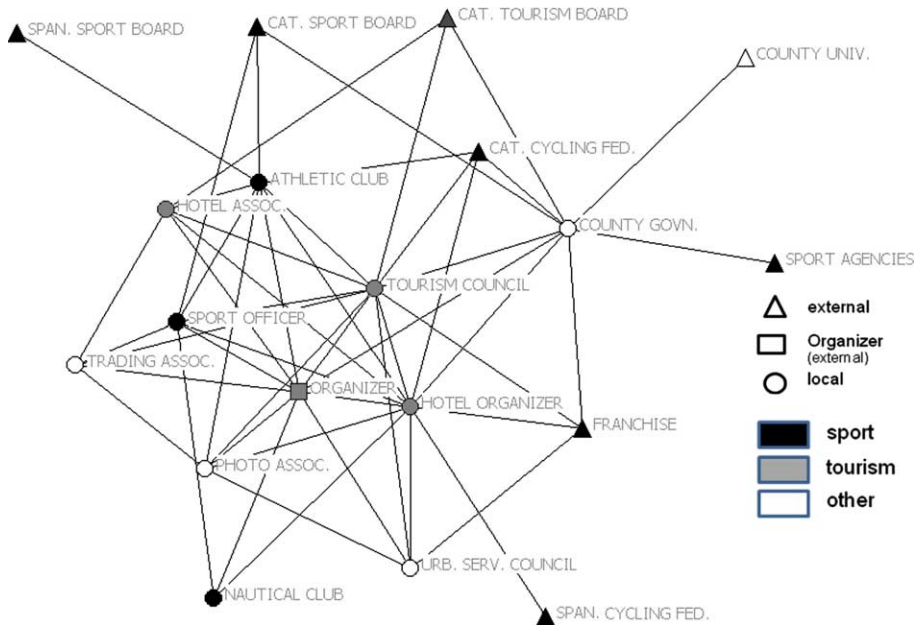 SPAN. SPORT BOARD
CAT. SPORT BOARD
CAT. TOURISM BOARD
COUNTY UNIV.
CAT. CYCLING FED.
ATHLETIC CLUB
HOTEL ASSOC.
COUNTY GOVN.
SPORT AGENCIES
TOURISM COUNCIL
external
SPORT OFFICER
Organizer
(external)
TRADING ASSOC.
local
ORGANIZER
HOTEL ORGANIZER
FRANCHISE
sport
tourism
PHOTO ASSOC.
other
URB. SERV. COUNCIL
NAUTICAL CLUB
SPAN. CYCLING FED.